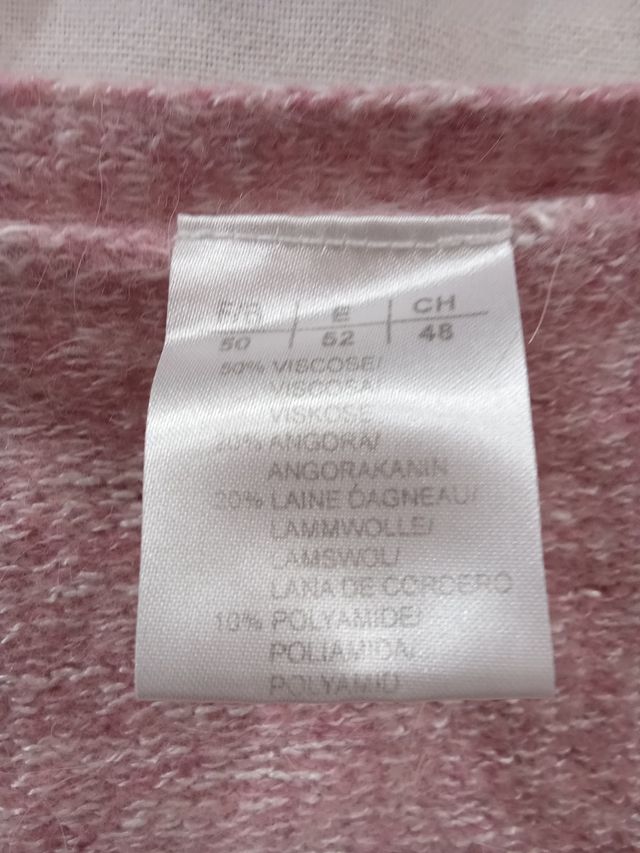 F/B | E | CH
50 | 52 | 48
50% VISCOSE/
VISCOSA/
VISKOSE
20% ANGORA/
ANGORAKANIN
20% LAINE ĎAGNEAU/
LAMMWOLLE/
LAMSWOL/
LANA DE CORDERO
10% POLYAMIDE/
POLIAMIDA/
POLYAMID